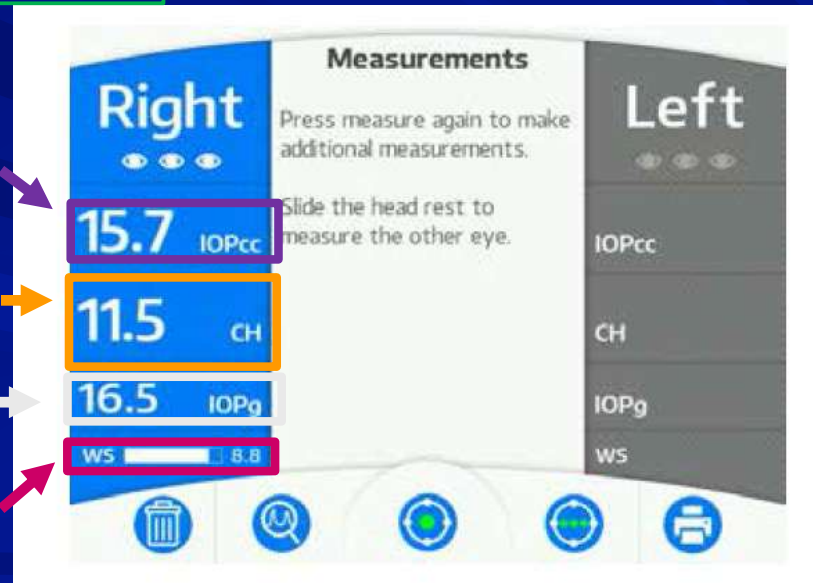 Measurements
Right
Press measure again to make
additional measurements.
Slide the head rest to
measure the other eye.
Left
15.7 IOPcc
11.5 CH
16.5 IOPg
WS 8.8
IOPcc
CH
IOPg
WS